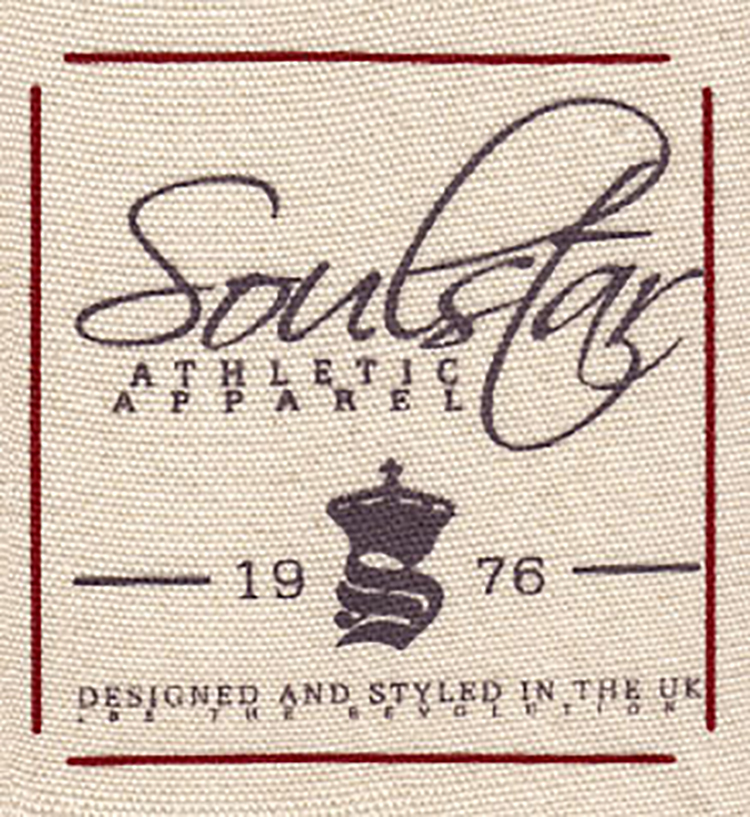 Soulstar
ATHLETIC
APPAREL
19 S 76
DESIGNED AND STYLED IN THE UK
THE REVOLUTION